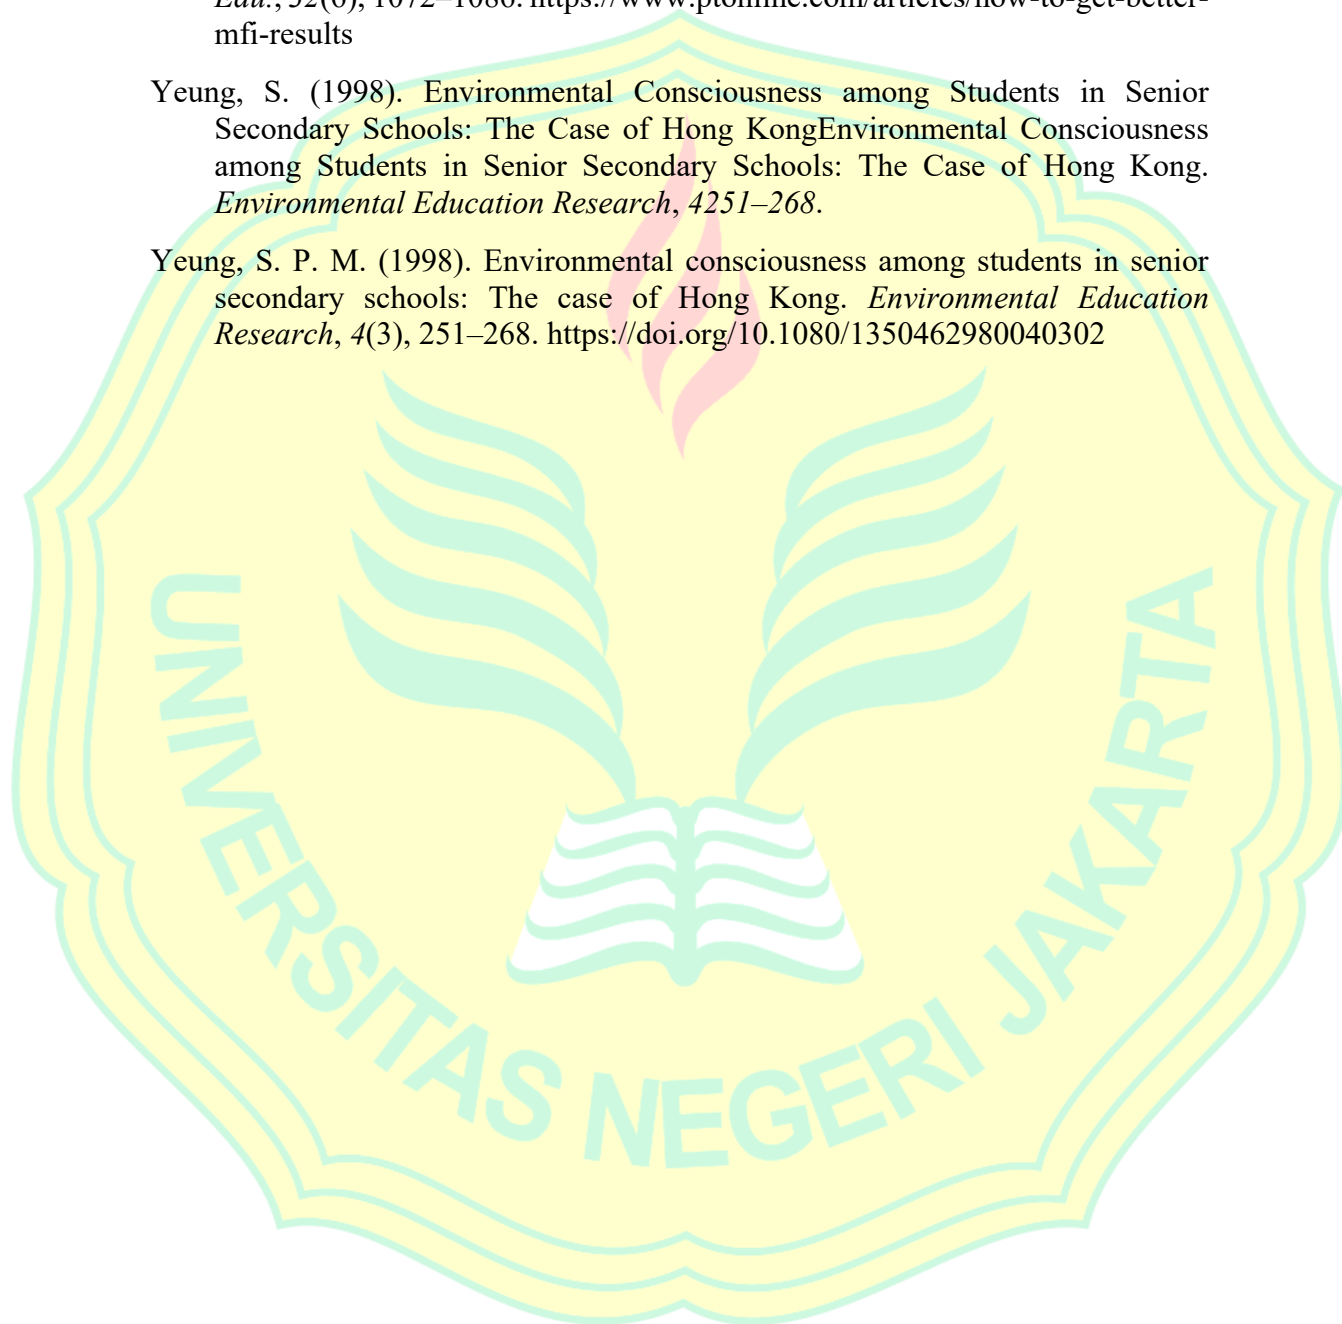 Edu., 52(6), 1072–1086. https://www.ptonline.com/articles/how-to-get-better-
mfi-results
Yeung, S. (1998). Environmental Consciousness among Students in Senior
Secondary Schools: The Case of Hong KongEnvironmental Consciousness
among Students in Senior Secondary Schools: The Case of Hong Kong.
Environmental Education Research, 4251–268.
Yeung, S. P. M. (1998). Environmental consciousness among students in senior
secondary schools: The case of Hong Kong. Environmental Education
Research, 4(3), 251–268. https://doi.org/10.1080/1350462980040302
UNIVERSITAS NEGERI JAKARTA